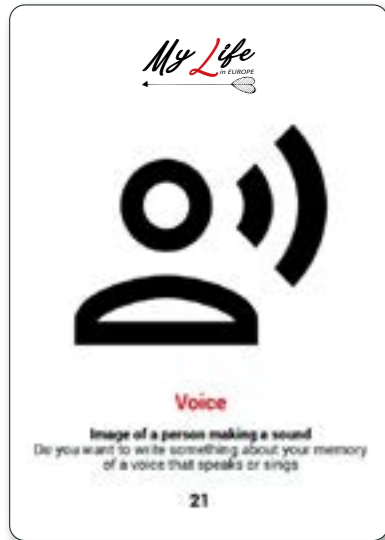 My Life
in EUROPE
Voice
Image of a person making a sound
Do you want to write something about your memory
of a voice that speaks or sings
21